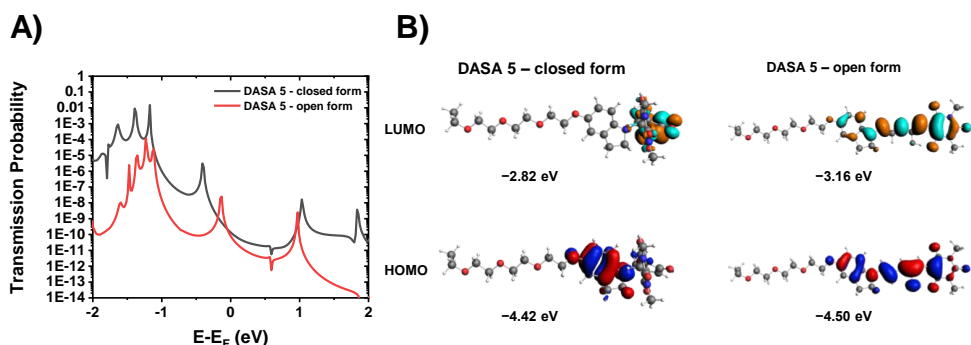 A)
Transmission Probability
1
0.1
0.01
1E-3
1E-4
1E-5
1E-6
1E-7
1E-8
1E-9
1E-10
1E-11
1E-12
1E-13
1E-14
-2
-1
0
1
2
E-E_F (eV)
DASA 5 - closed form
DASA 5 - open form
B)
DASA 5 – closed form
DASA 5 – open form
LUMO
−2.82 eV
−3.16 eV
HOMO
−4.42 eV
−4.50 eV